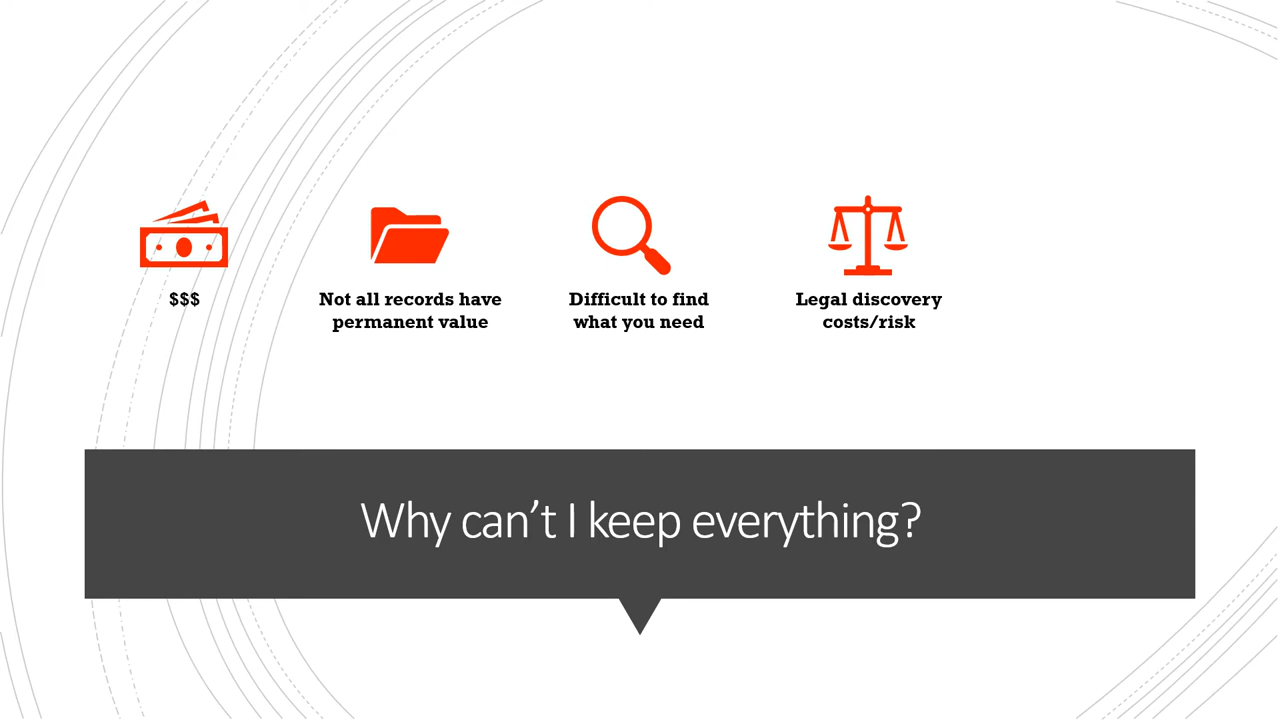 $$$
Not all records have
permanent value
Difficult to find
what you need
Legal discovery
costs/risk
Why can’t I keep everything?